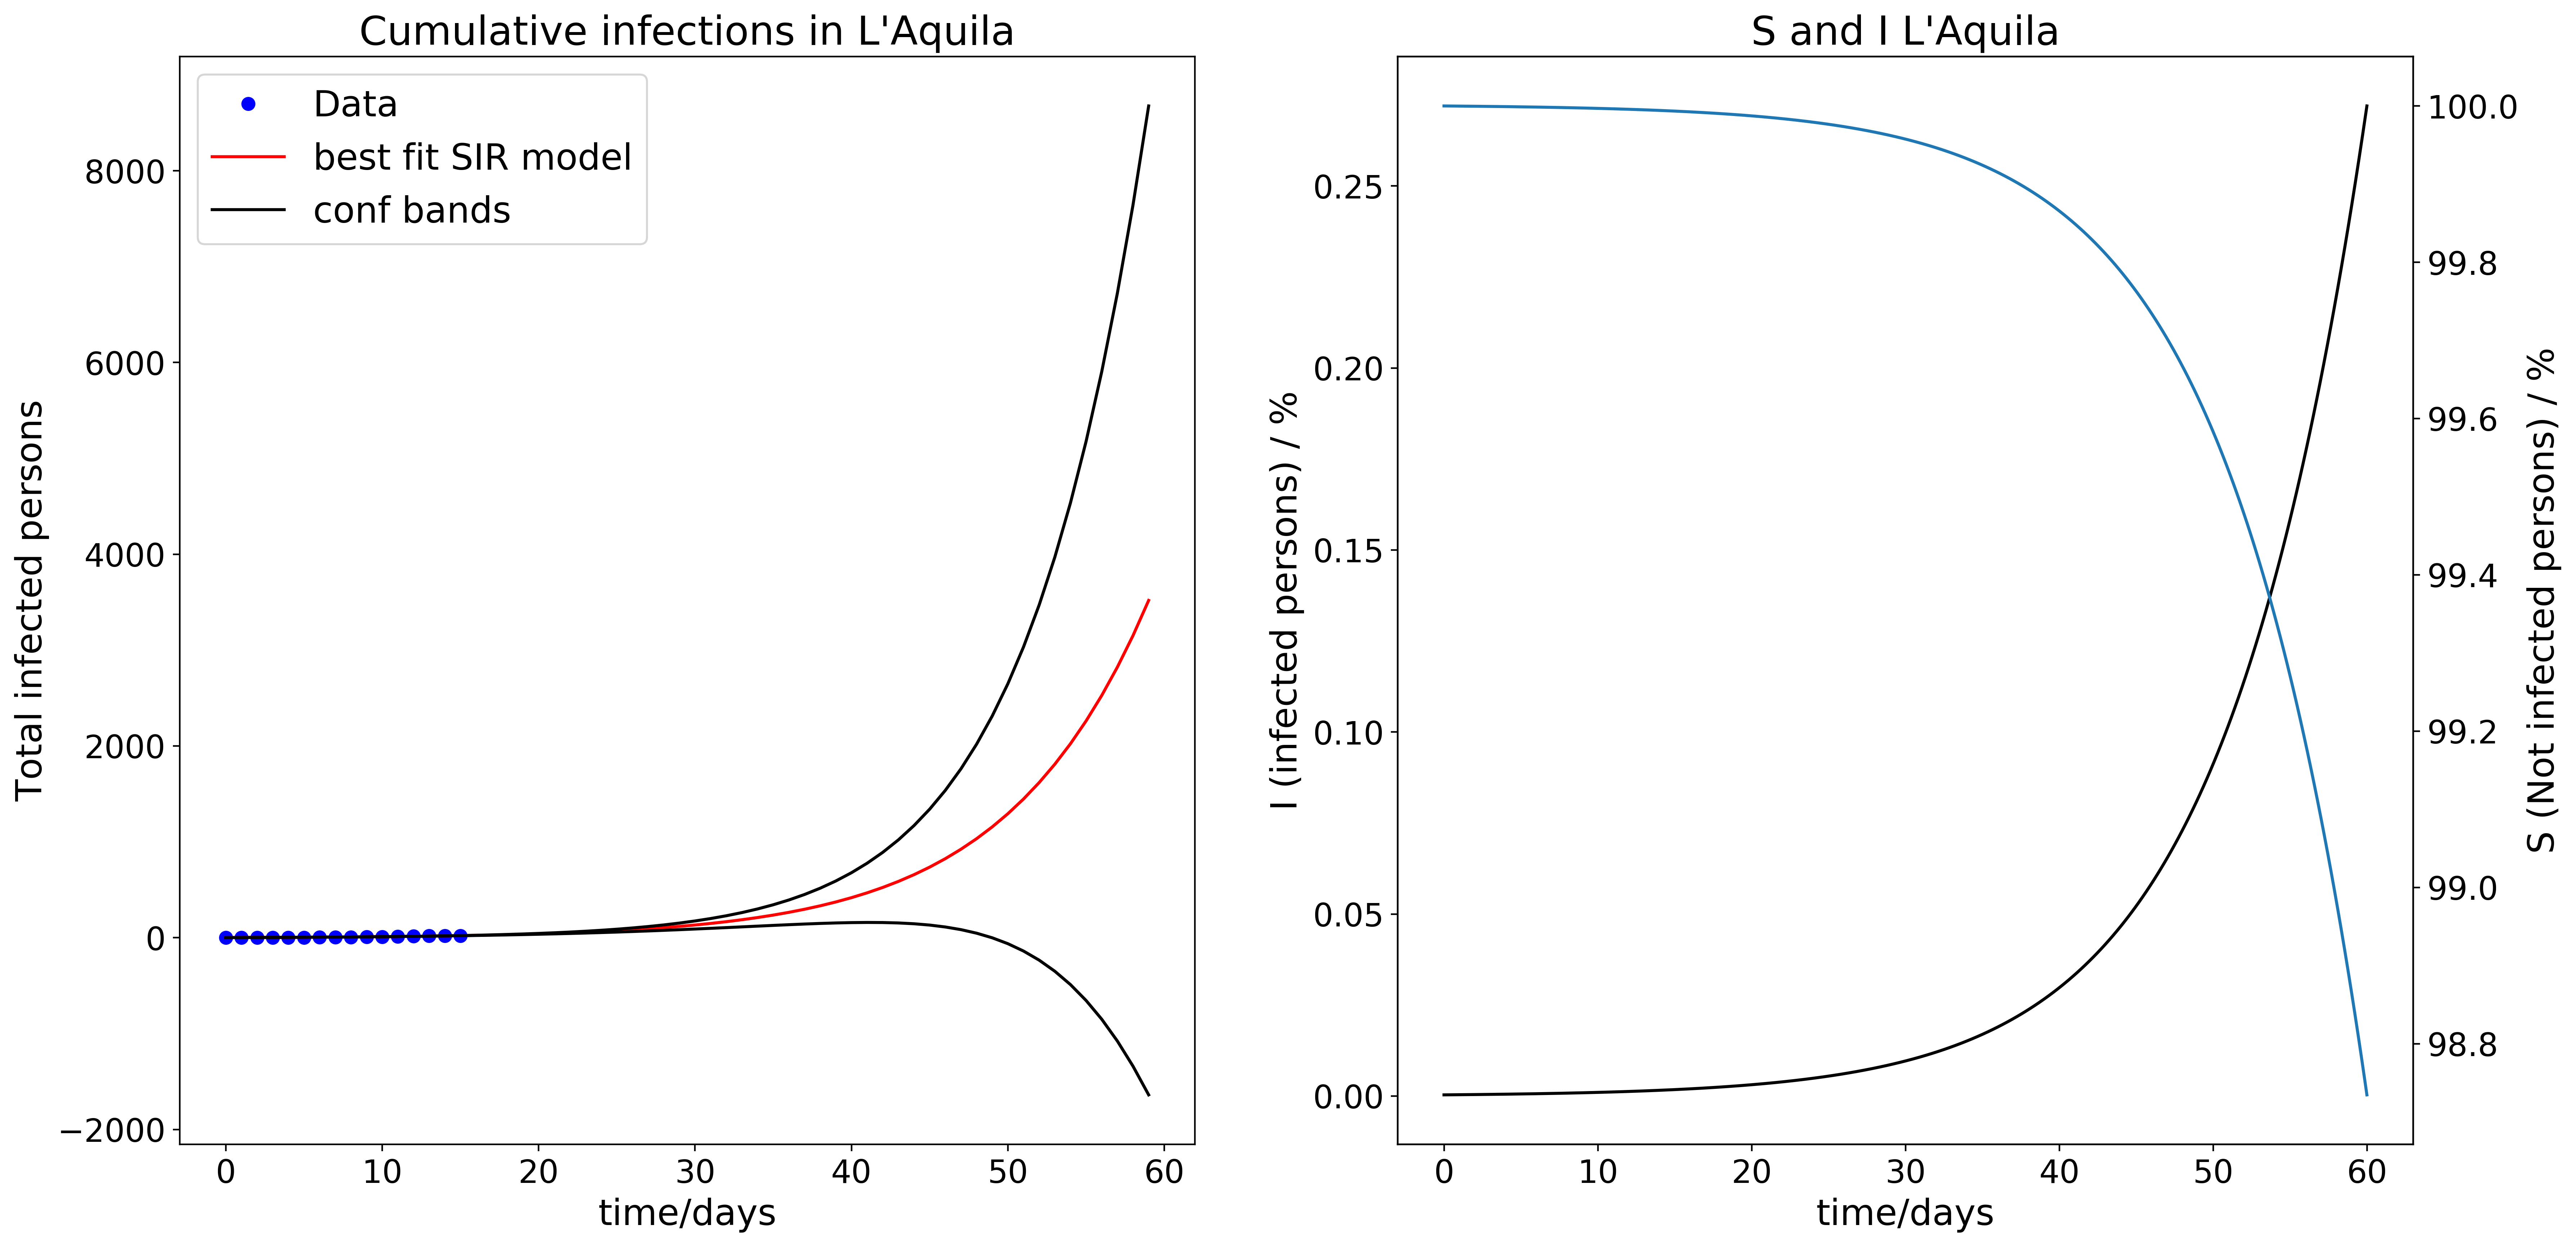 Cumulative infections in L'Aquila
Data
best fit SIR model
conf bands
Total infected persons
8000
6000
4000
2000
0
−2000
0 10 20 30 40 50 60
time/days
S and I L'Aquila
I (infected persons) / %
0.25
0.20
0.15
0.10
0.05
0.00
100.0
99.8
99.6
99.4
99.2
99.0
98.8
S (Not infected persons) / %
0 10 20 30 40 50 60
time/days